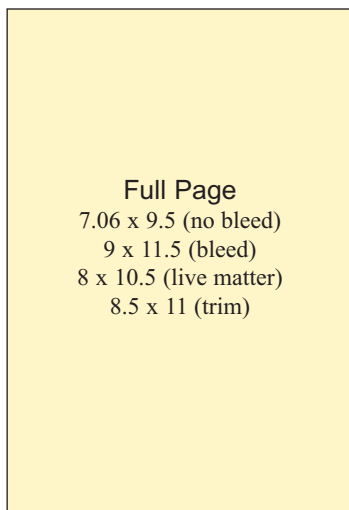 Full Page
7.06 x 9.5 (no bleed)
9 x 11.5 (bleed)
8 x 10.5 (live matter)
8.5 x 11 (trim)